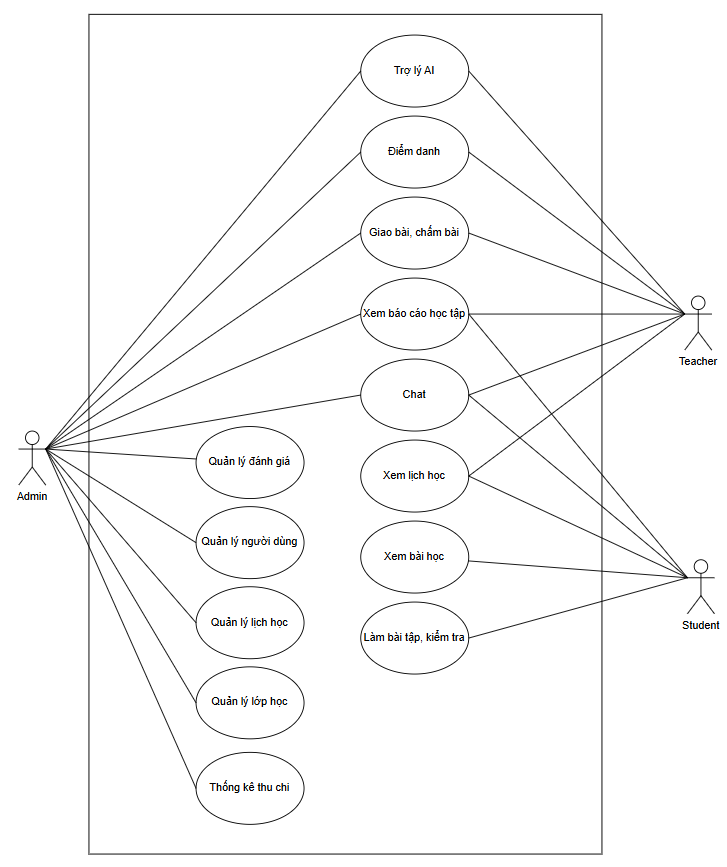 Trợ lý AI
Điểm danh
Giao bài, chấm bài
Xem báo cáo học tập
Teacher
Chat
Admin
Quản lý đánh giá
Xem lịch học
Quản lý người dùng
Xem bài học
Student
Quản lý lịch học
Làm bài tập, kiểm tra
Quản lý lớp học
Thống kê thu chi